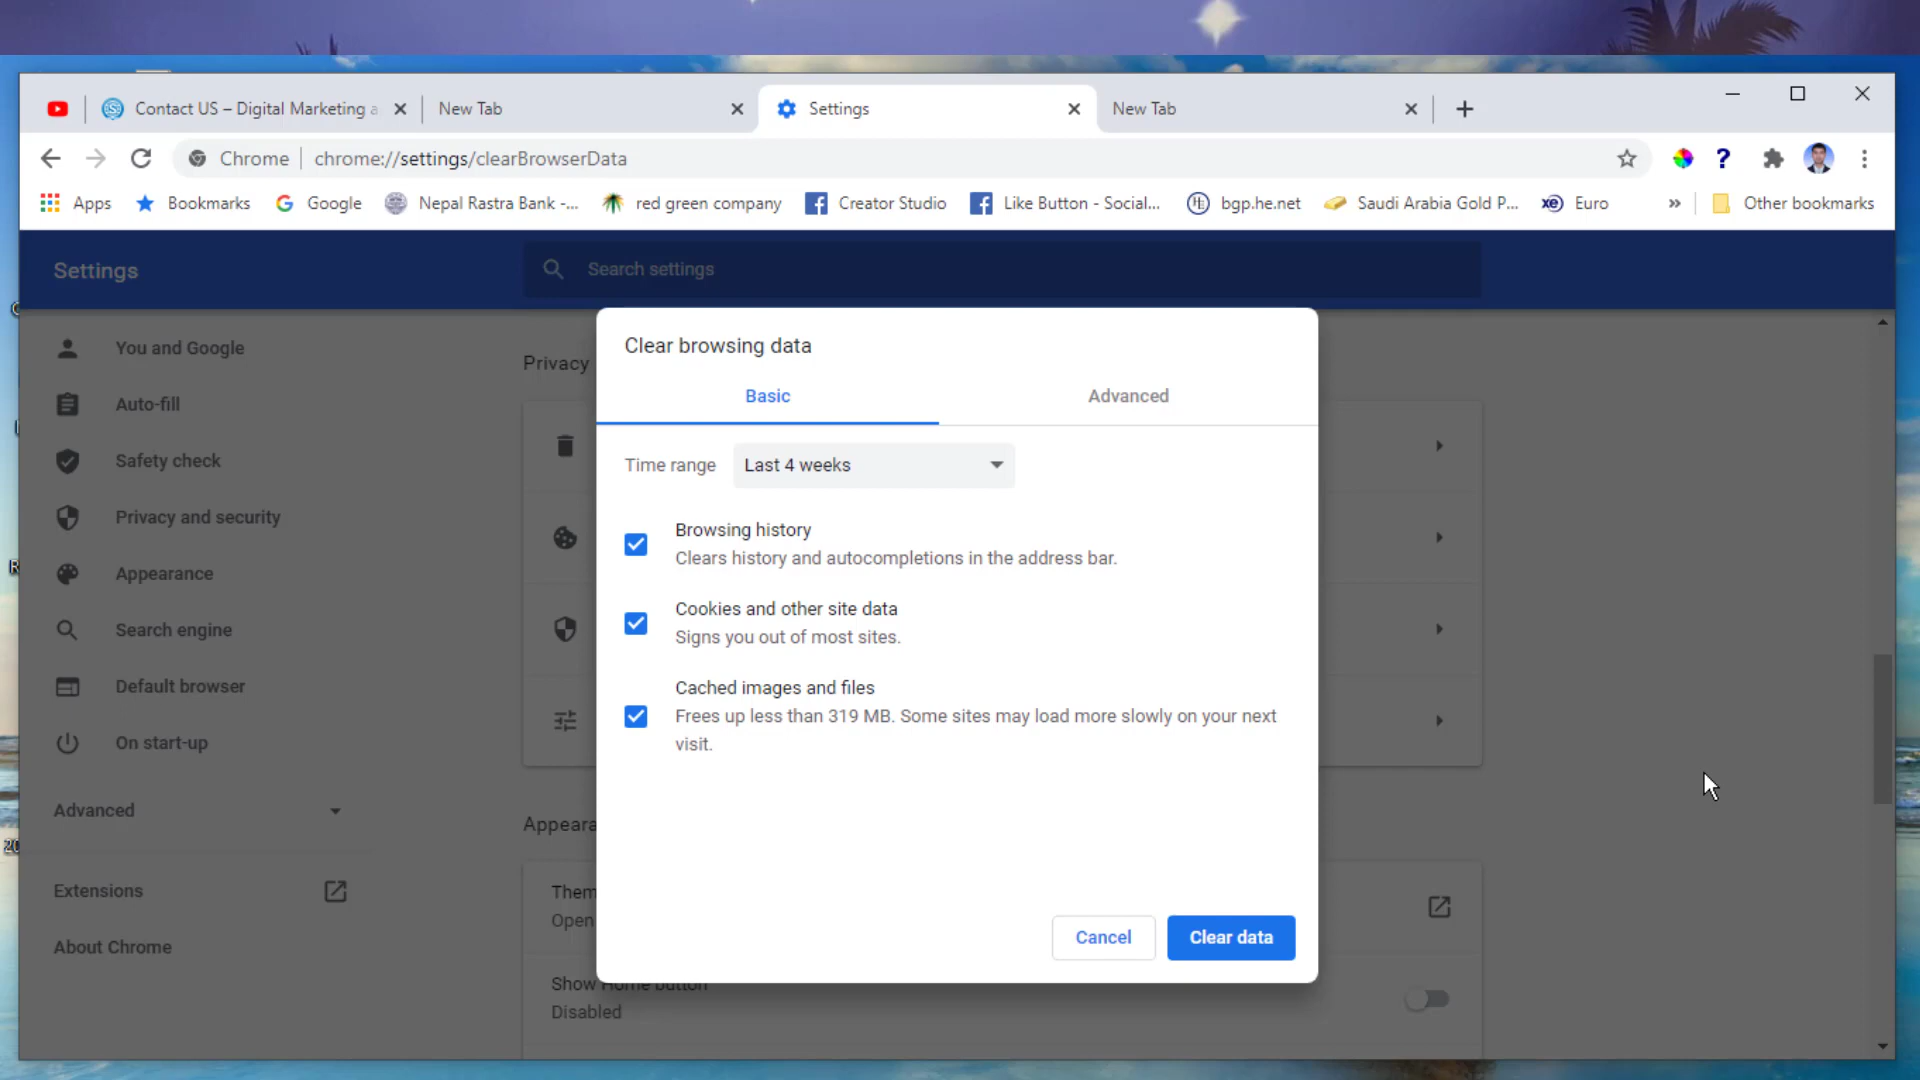 Contact US – Digital Marketing a
New Tab
Settings
New Tab
Chrome
chrome://settings/clearBrowserData
Apps
Bookmarks
Google
Nepal Rastra Bank -...
red green company
Creator Studio
Like Button - Social...
bgp.he.net
Saudi Arabia Gold P...
Euro
»
Other bookmarks
Settings
Search settings
You and Google
Auto-fill
Safety check
Privacy and security
Appearance
Search engine
Default browser
On start-up
Advanced
Extensions
About Chrome
Privacy
Clear browsing data
Basic
Advanced
Time range
Last 4 weeks
Browsing history
Clears history and autocompletions in the address bar.
Cookies and other site data
Signs you out of most sites.
Cached images and files
Frees up less than 319 MB. Some sites may load more slowly on your next
visit.
Cancel
Clear data
Appeara
Them
Open
Show Home button
Disabled